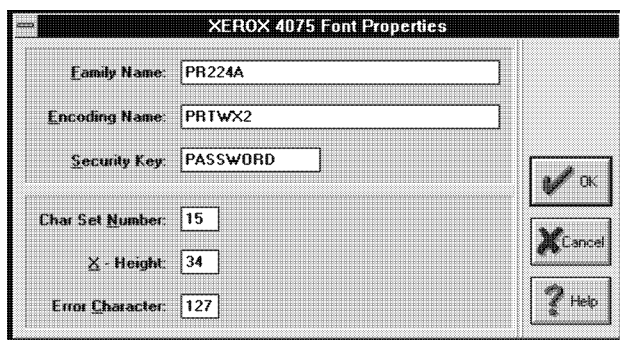 XEROX 4075 Font Properties
Family Name: PR224A
Encoding Name: PRTWX2
Security Key: PASSWORD
OK
Char Set Number: 15
Cancel
X - Height: 34
Error Character: 127
Help